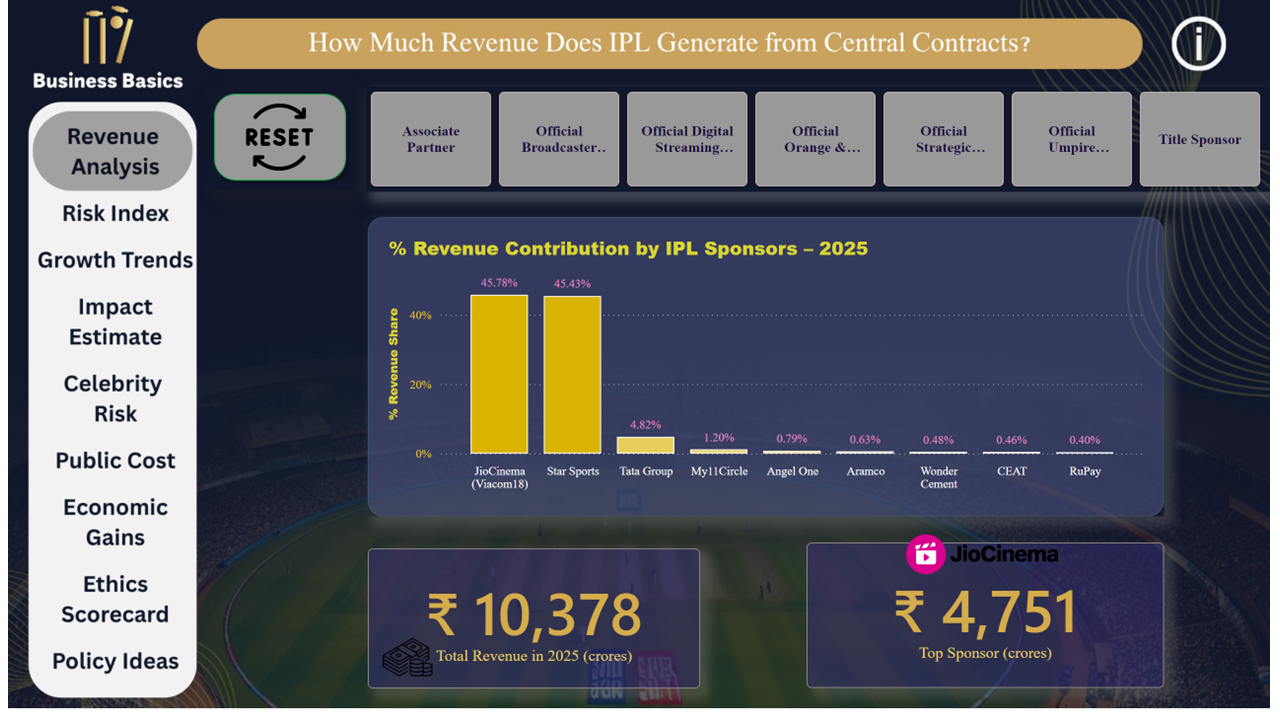 Business Basics
How Much Revenue Does IPL Generate from Central Contracts?
i
Revenue
Analysis
Risk Index
Growth Trends
Impact
Estimate
Celebrity
Risk
Public Cost
Economic
Gains
Ethics
Scorecard
Policy Ideas
RESET
Associate
Partner
Official
Broadcaster..
Official Digital
Streaming...
Official
Orange &...
Official
Strategic...
Official
Umpire...
Title Sponsor
% Revenue Contribution by IPL Sponsors – 2025
% Revenue Share
40%
20%
0%
45.78%
45.43%
4.82%
1.20%
0.79%
0.63%
0.48%
0.46%
0.40%
JioCinema
(Viacom18)
Star Sports
Tata Group
My11Circle
Angel One
Aramco
Wonder
Cement
CEAT
RuPay
₹ 10,378
Total Revenue in 2025 (crores)
JioCinema
₹ 4,751
Top Sponsor (crores)